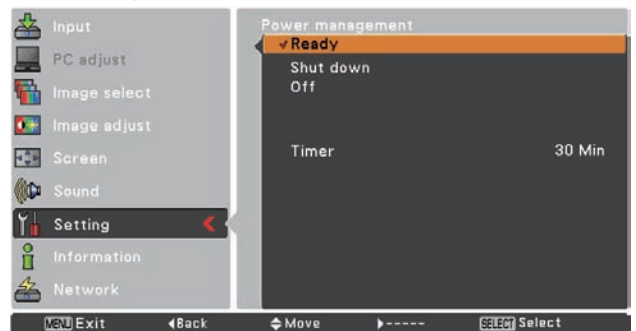 Input
PC adjust
Image select
Image adjust
Screen
Sound
Setting
Information
Network
Power management
Ready
Shut down
Off
Timer 30 Min
MENU Exit Back Move ----- SELECT Select